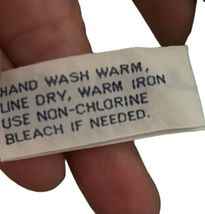 HAND WASH WARM,
LINE DRY, WARM IRON
USE NON-CHLORINE
BLEACH IF NEEDED.